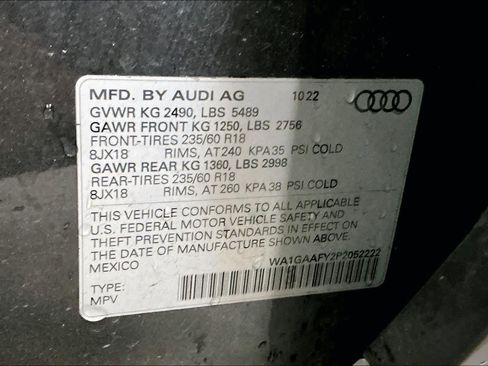 MFD. BY AUDI AG 10 22
GVWR KG 2490, LBS 5489
GAWR FRONT KG 1250, LBS 2756
FRONT-TIRES 235/60 R18
8JX18 RIMS, AT 240 KPA 35 PSI COLD
GAWR REAR KG 1360, LBS 2998
REAR-TIRES 235/60 R18
8JX18 RIMS, AT 260 KPA 38 PSI COLD
THIS VEHICLE CONFORMS TO ALL APPLICABLE
U.S. FEDERAL MOTOR VEHICLE SAFETY AND
THEFT PREVENTION STANDARDS IN EFFECT ON
THE DATE OF MANUFACTURE SHOWN ABOVE.
MEXICO WA1GAAFY2P2052222
TYPE:
MPV